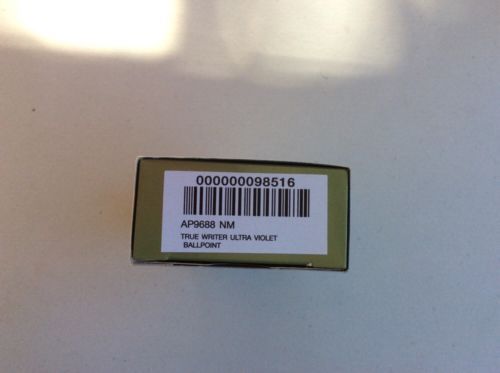 000000098516
AP9688 NM
TRUE WRITER ULTRA VIOLET
BALLPOINT